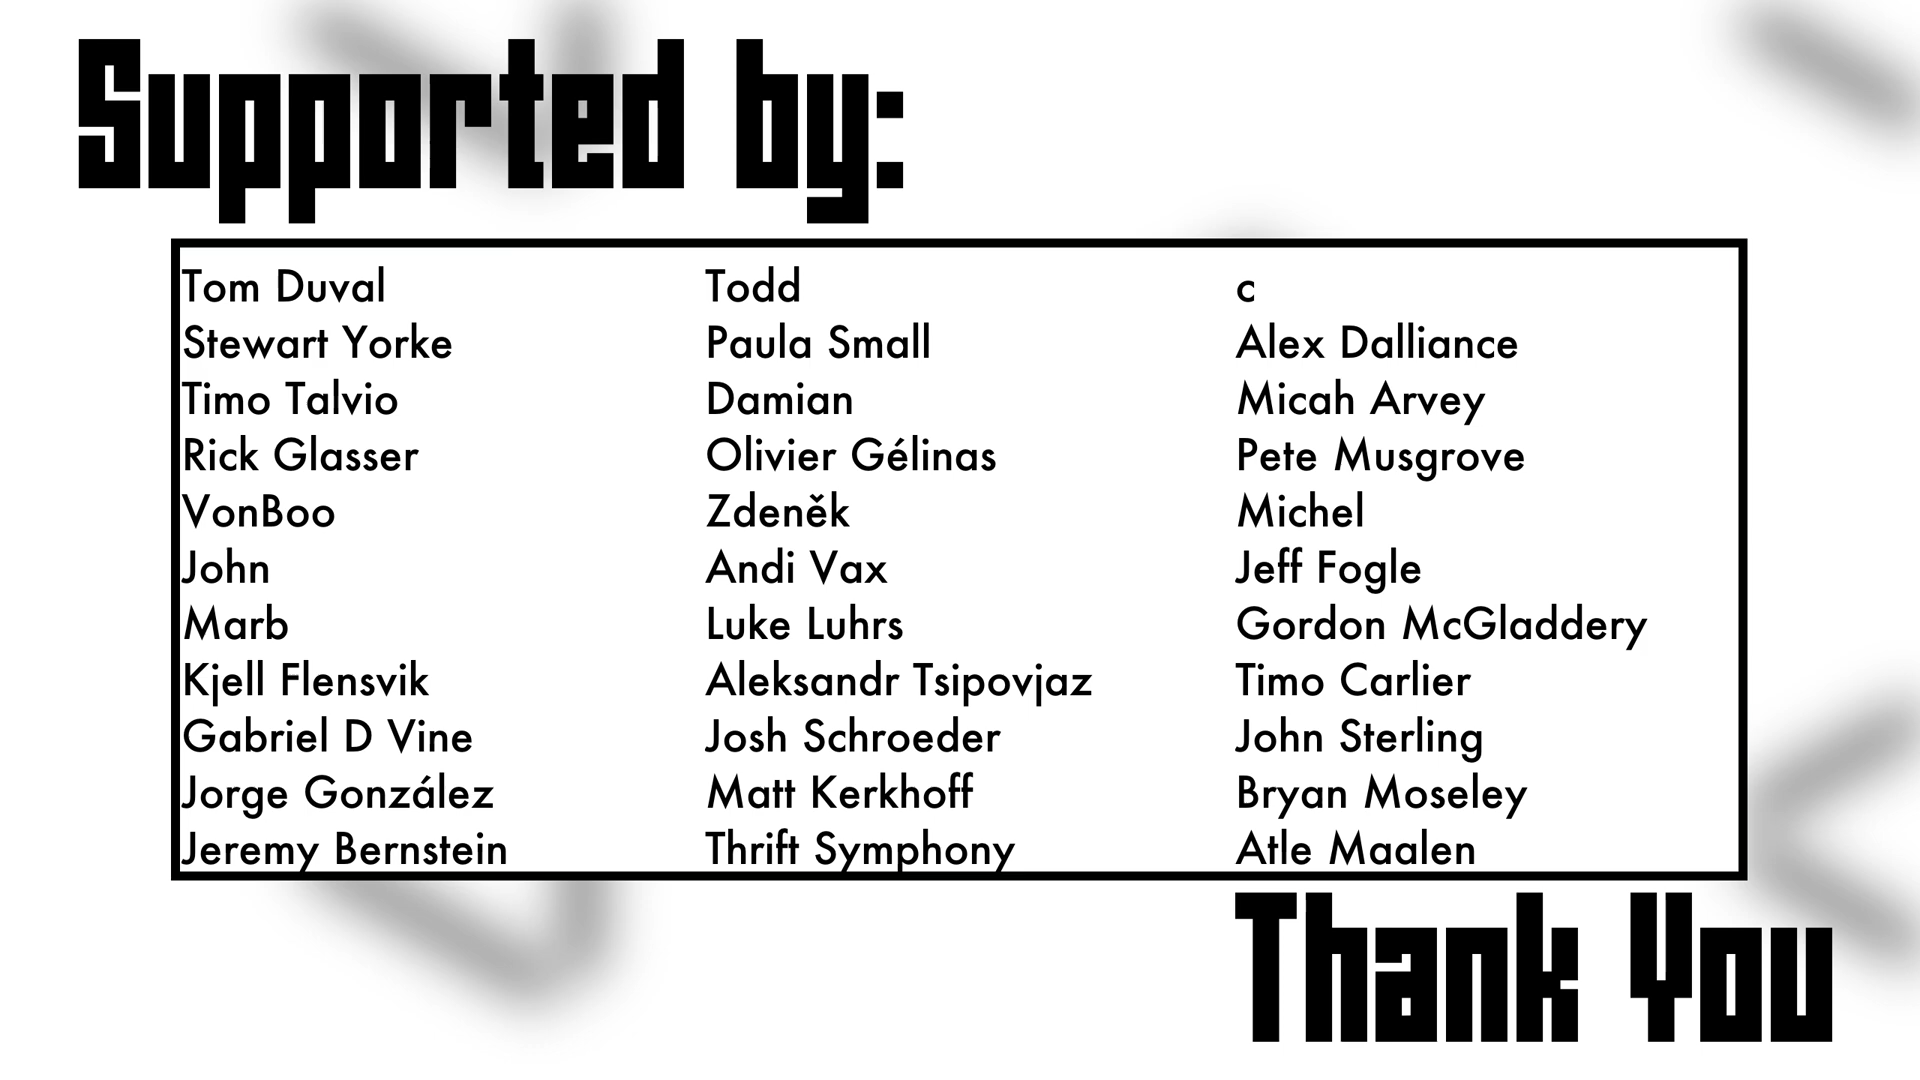 Supported by:
Tom Duval
Stewart Yorke
Timo Talvio
Rick Glasser
VonBoo
John
Marb
Kjell Flensvik
Gabriel D Vine
Jorge González
Jeremy Bernstein
Todd
Paula Small
Damian
Olivier Gélinas
Zdeněk
Andi Vax
Luke Luhrs
Aleksandr Tsipovjaz
Josh Schroeder
Matt Kerkhoff
Thrift Symphony
c
Alex Dalliance
Micah Arvey
Pete Musgrove
Michel
Jeff Fogle
Gordon McGladdery
Timo Carlier
John Sterling
Bryan Moseley
Atle Maalen
Thank You